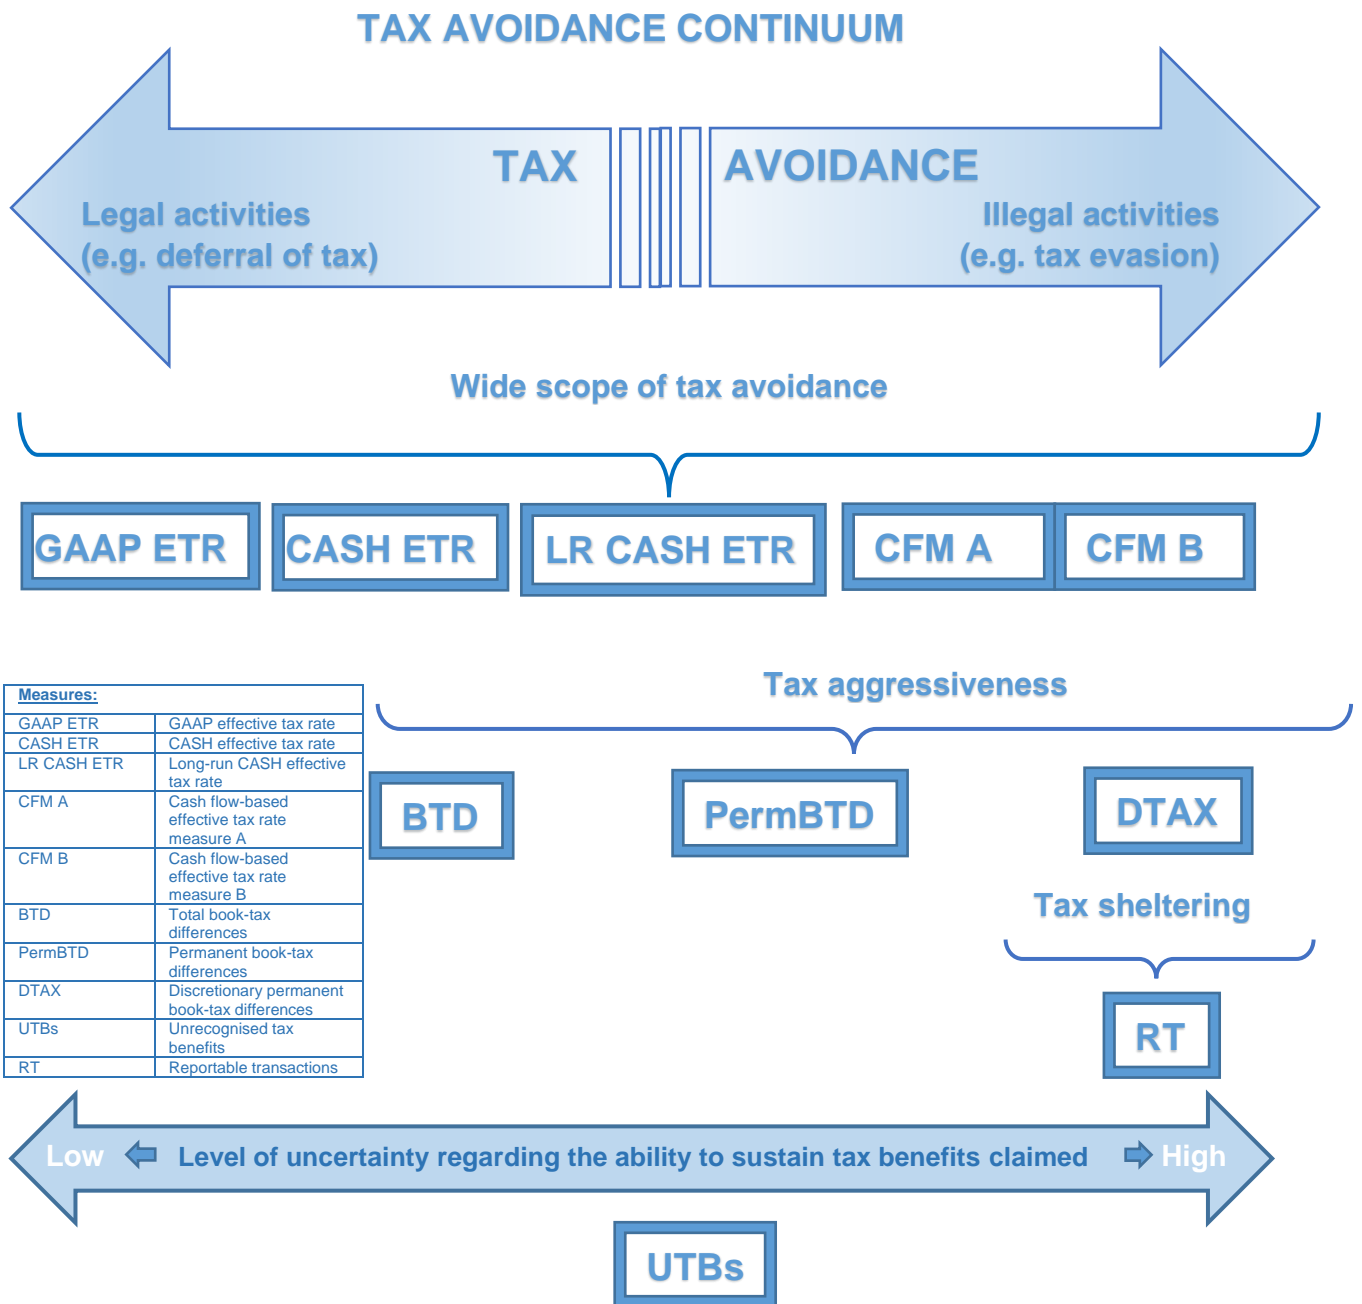 TAX AVOIDANCE CONTINUUM
TAX
AVOIDANCE
Legal activities
(e.g. deferral of tax)
Illegal activities
(e.g. tax evasion)
Wide scope of tax avoidance
GAAP ETR
CASH ETR
LR CASH ETR
CFM A
CFM B
Measures:
GAAP ETR GAAP effective tax rate
CASH ETR CASH effective tax rate
LR CASH ETR Long-run CASH effective
tax rate
CFM A Cash flow-based
effective tax rate
measure A
CFM B Cash flow-based
effective tax rate
measure B
BTD Total book-tax
differences
PermBTD Permanent book-tax
differences
DTAX Discretionary permanent
book-tax differences
UTBs Unrecognised tax
benefits
RT Reportable transactions
Tax aggressiveness
BTD
PermBTD
DTAX
Tax sheltering
RT
Low Level of uncertainty regarding the ability to sustain tax benefits claimed High
UTBs